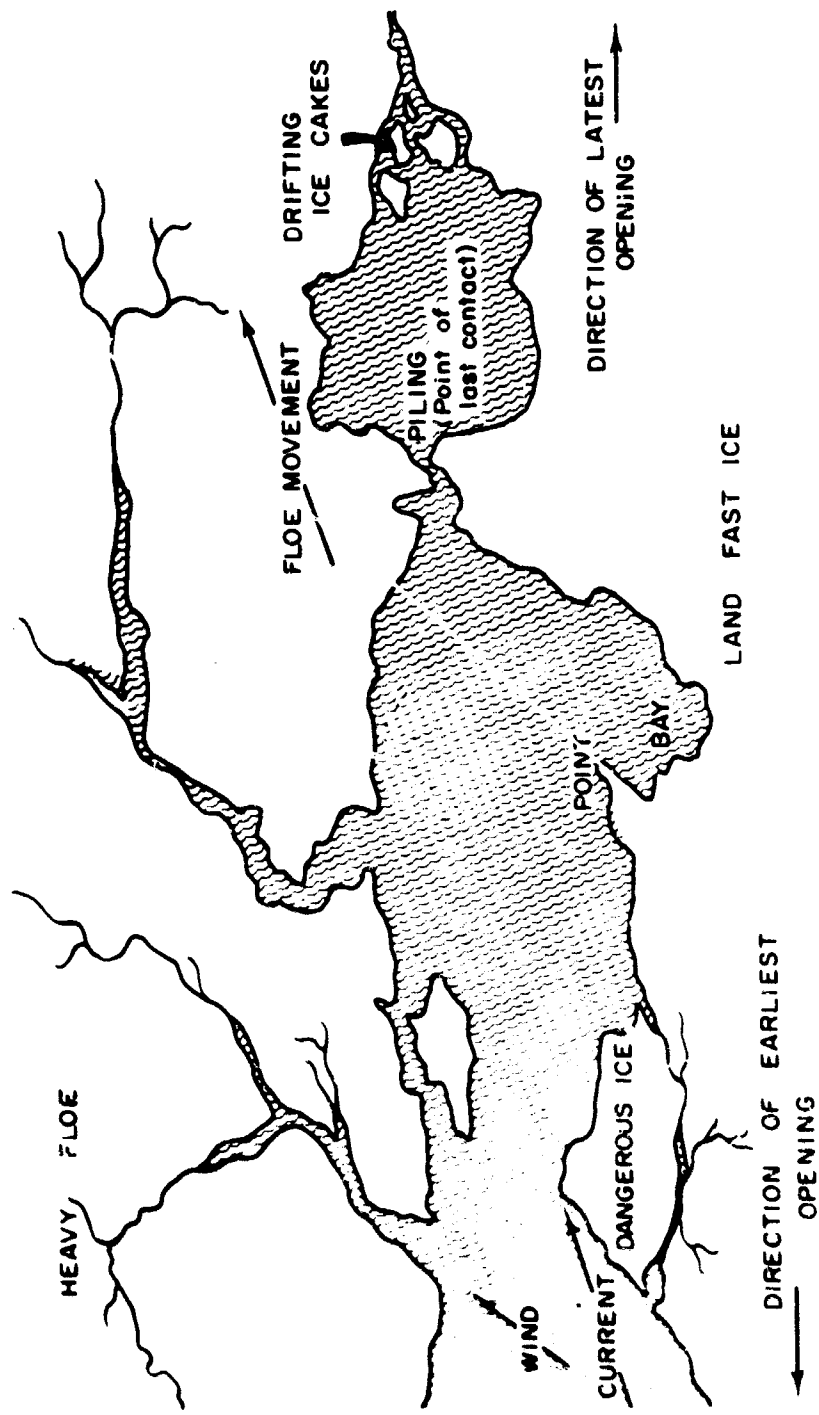 HEAVY FLOE
DRIFTING
ICE CAKES
FLOE MOVEMENT
PILING
(Point of
last contact)
WIND
CURRENT
DANGEROUS ICE
POINT
BAY
DIRECTION OF LATEST
OPENING
LAND FAST ICE
DIRECTION OF EARLIEST
OPENING